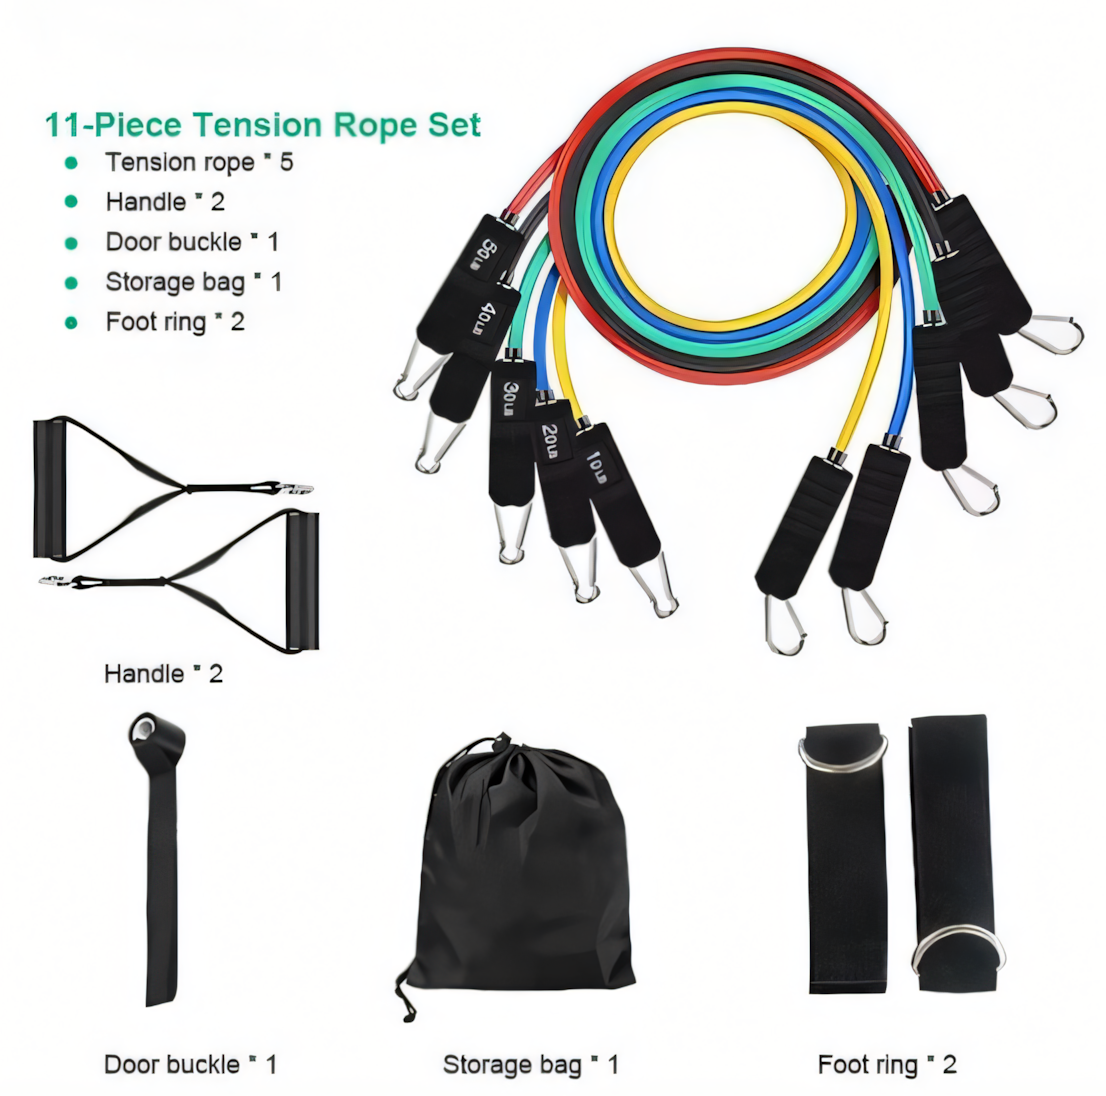 11-Piece Tension Rope Set
Tension rope * 5
Handle * 2
Door buckle * 1
Storage bag * 1
Foot ring * 2
50LB
40LB
30LB
20LB
10LB
Handle * 2
Door buckle * 1
Storage bag * 1
Foot ring * 2